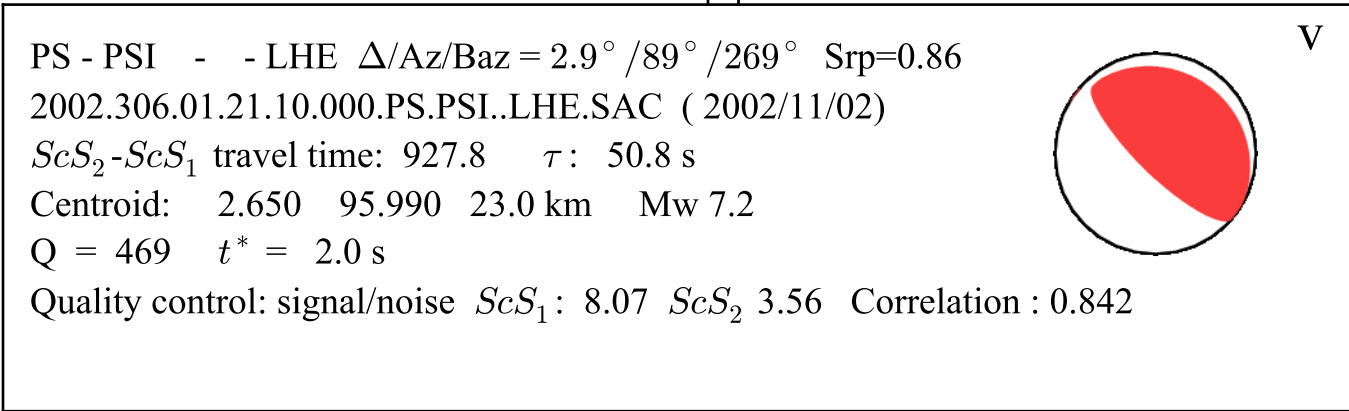 V
PS - PSI - - LHE Δ/Az/Baz = 2.9° /89° /269° Srp=0.86
2002.306.01.21.10.000.PS.PSI..LHE.SAC ( 2002/11/02)
ScS₂-ScS₁ travel time: 927.8 τ : 50.8 s
Centroid: 2.650 95.990 23.0 km Mw 7.2
Q = 469 t* = 2.0 s
Quality control: signal/noise ScS₁ : 8.07 ScS₂ 3.56 Correlation : 0.842